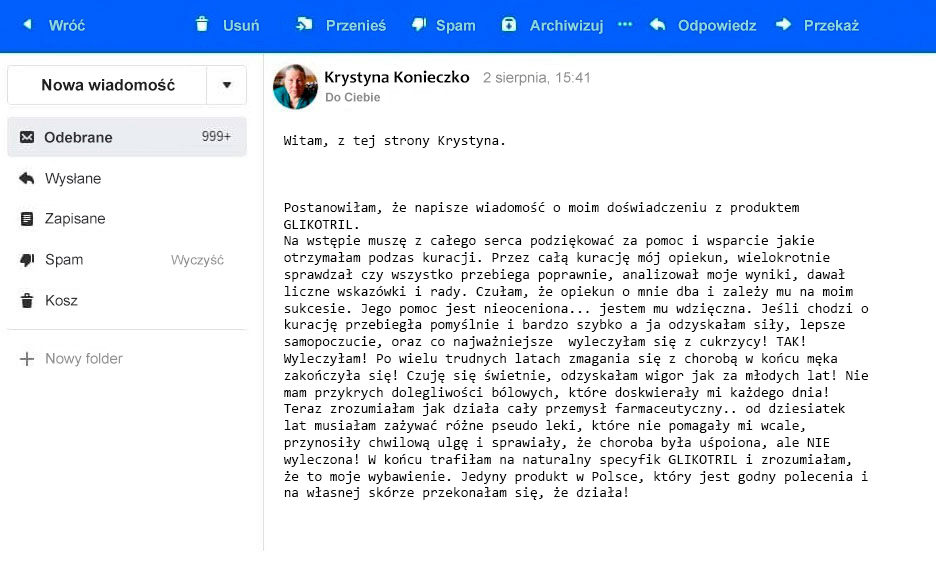 Wróć
Usuń
Przenieś
Spam
Archiwizuj
Odpowiedz
Przekaż
Nowa wiadomość
Odebrane 999+
Wysłane
Zapisane
Spam Wyczyść
Kosz
Nowy folder
Krystyna Konieczko 2 sierpnia, 15:41
Do Ciebie
Witam, z tej strony Krystyna.
Postanowiłam, że napisze wiadomość o moim doświadczeniu z produktem
GLIKOTRIL.
Na wstępie muszę z całego serca podziękować za pomoc i wsparcie jakie
otrzymałam podzas kuracji. Przez całą kurację mój opiekun, wielokrotnie
sprawdzał czy wszystko przebiega poprawnie, analizował moje wyniki, dawał
liczne wskazówki i rady. Czułam, że opiekun o mnie dba i zależy mu na moim
sukcesie. Jego pomoc jest nieoceniona... jestem mu wdzięczna. Jeśli chodzi o
kurację przebiegła pomyślnie i bardzo szybko a ja odzyskałam siły, lepsze
samopoczucie, oraz co najważniejsze  wyleczyłam się z cukrzycy! TAK!
Wyleczyłam! Po wielu trudnych latach zmagania się z chorobą w końcu męka
zakończyła się! Czuję się świetnie, odzyskałam wigor jak za młodych lat! Nie
mam przykrych dolegliwości bólowych, które doskwierały mi każdego dnia!
Teraz zrozumiałam jak działa cały przemysł farmaceutyczny.. od dziesiatek
lat musiałam zażywać różne pseudo leki, które nie pomagały mi wcale,
przynosiły chwilową ulgę i sprawiały, że choroba była uśpoiona, ale NIE
wyleczona! W końcu trafiłam na naturalny specyfik GLIKOTRIL i zrozumiałam,
że to moje wybawienie. Jedyny produkt w Polsce, który jest godny polecenia i
na własnej skórze przekonałam się, że działa!